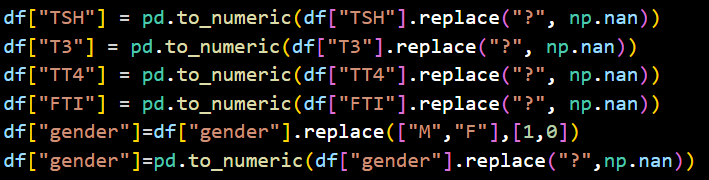 df["TSH"] = pd.to_numeric(df["TSH"].replace("?", np.nan))
df["T3"] = pd.to_numeric(df["T3"].replace("?", np.nan))
df["TT4"] = pd.to_numeric(df["TT4"].replace("?", np.nan))
df["FTI"] = pd.to_numeric(df["FTI"].replace("?", np.nan))
df["gender"]=df["gender"].replace(["M","F"],[1,0])
df["gender"]=pd.to_numeric(df["gender"].replace("?",np.nan))